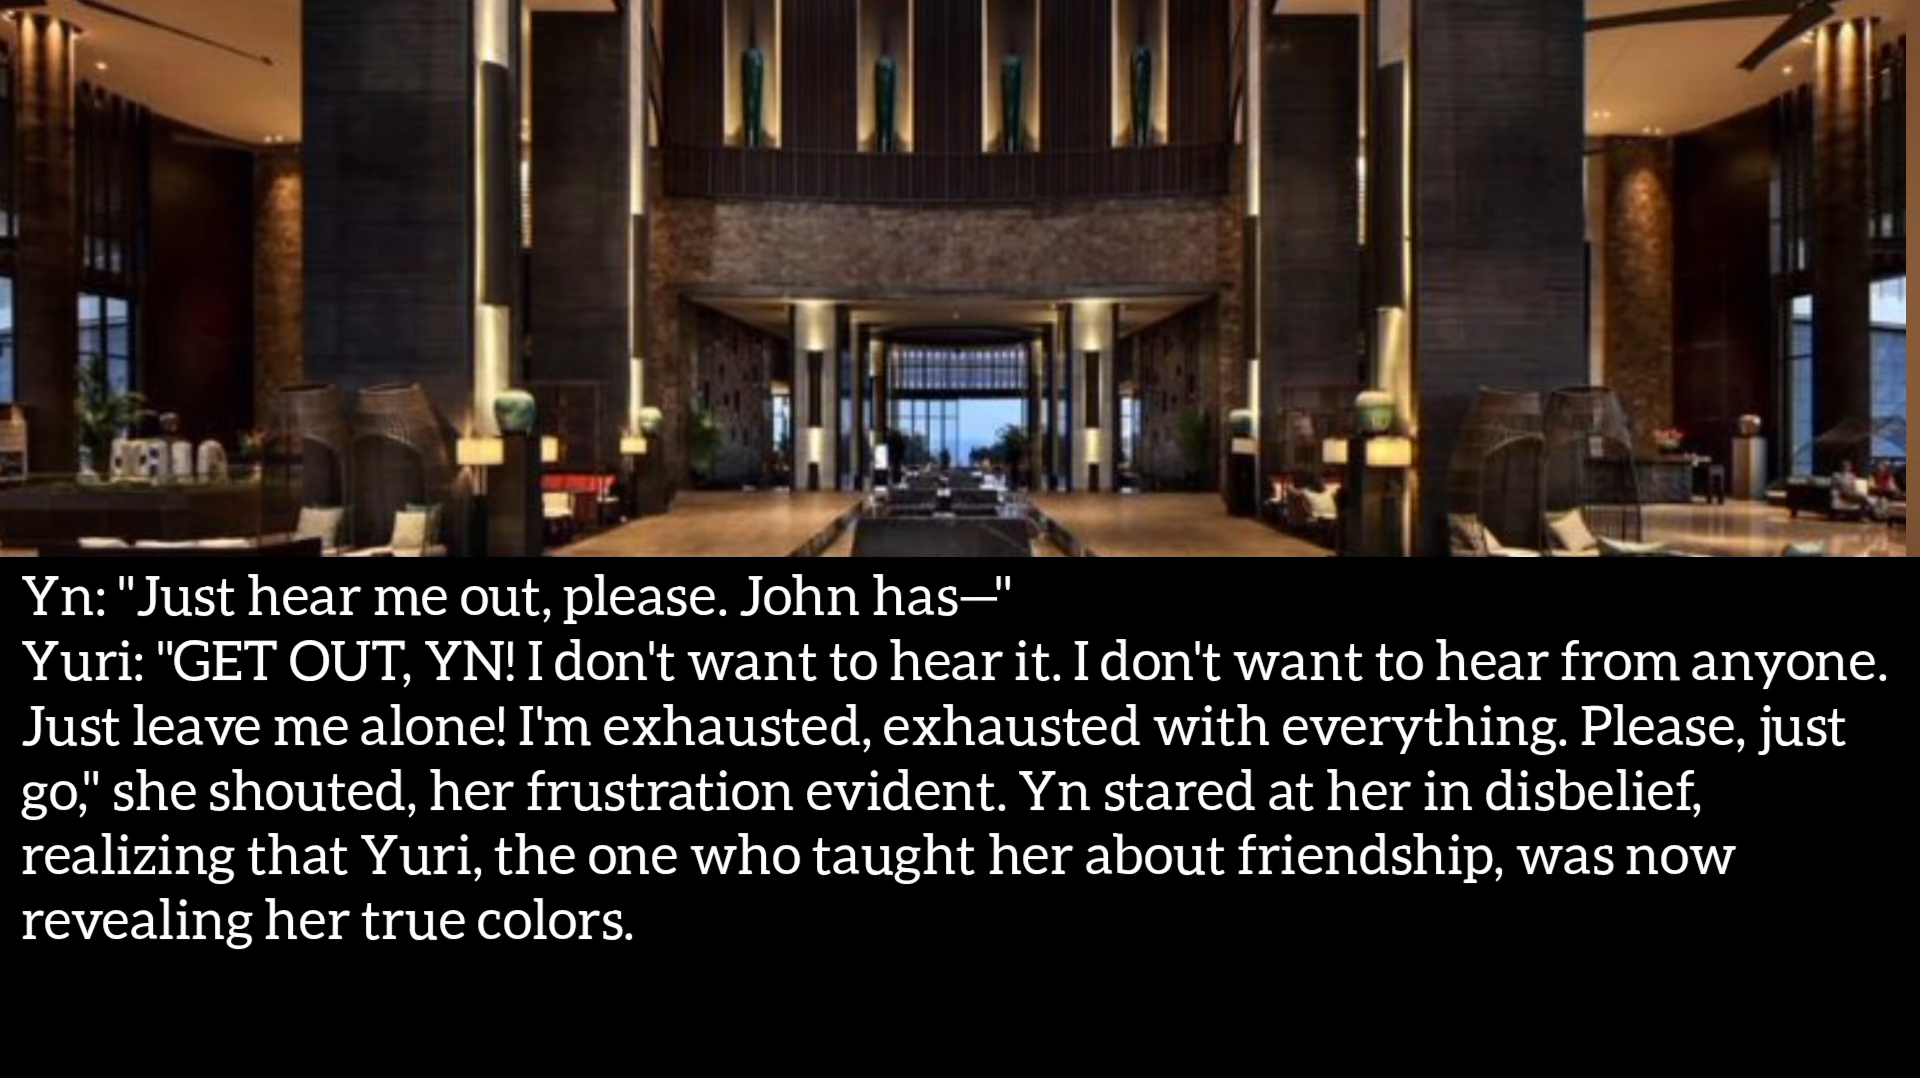 Yn: "Just hear me out, please. John has—"
Yuri: "GET OUT, YN! I don't want to hear it. I don't want to hear from anyone.
Just leave me alone! I'm exhausted, exhausted with everything. Please, just
go," she shouted, her frustration evident. Yn stared at her in disbelief,
realizing that Yuri, the one who taught her about friendship, was now
revealing her true colors.